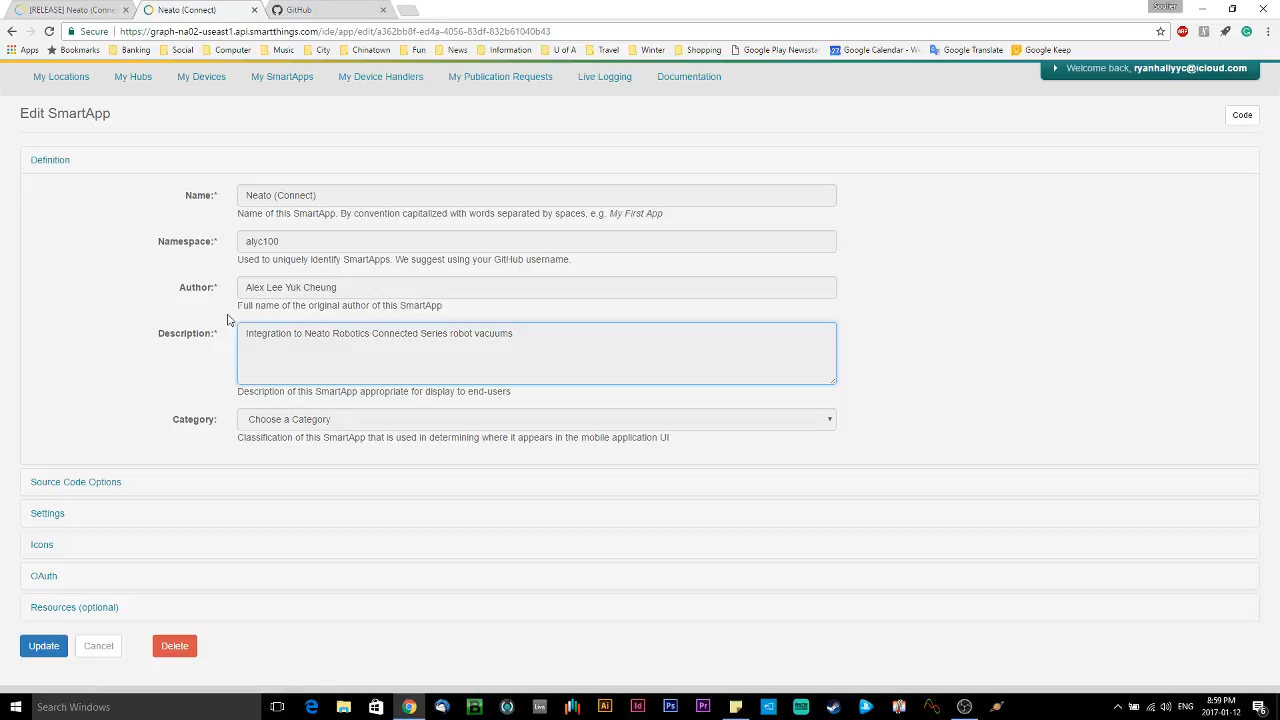 [RELEASE] Neato (Connect)
Neato (Connect)
GitHub
Souller
Secure
https://graph-na02-useast1.api.smartthings.com/ide/app/edit/a362bb8f-ed4a-4056-83df-832b61040b43
Apps
Bookmarks
Banking
Social
Computer
Music
City
Chinatown
Fun
News
Information
U of A
Travel
Winter
Shopping
Google Play Newsstand
Google Calendar - W
Google Translate
Google Keep
My Locations
My Hubs
My Devices
My SmartApps
My Device Handlers
My Publication Requests
Live Logging
Documentation
Welcome back, ryanhallyyc@icloud.com
Edit SmartApp
Code
Definition
Name:*
Neato (Connect)
Name of this SmartApp. By convention capitalized with words separated by spaces, e.g. My First App
Namespace:*
alyc100
Used to uniquely identify SmartApps. We suggest using your GitHub username.
Author:*
Alex Lee Yuk Cheung
Full name of the original author of this SmartApp
Description:*
Integration to Neato Robotics Connected Series robot vacuums
Description of this SmartApp appropriate for display to end-users
Category:
Choose a Category
Classification of this SmartApp that is used in determining where it appears in the mobile application UI
Source Code Options
Settings
Icons
OAuth
Resources (optional)
Update
Cancel
Delete
Search Windows
Live
Ai
Id
Ps
Pr
ENG
8:59 PM
2017-01-12